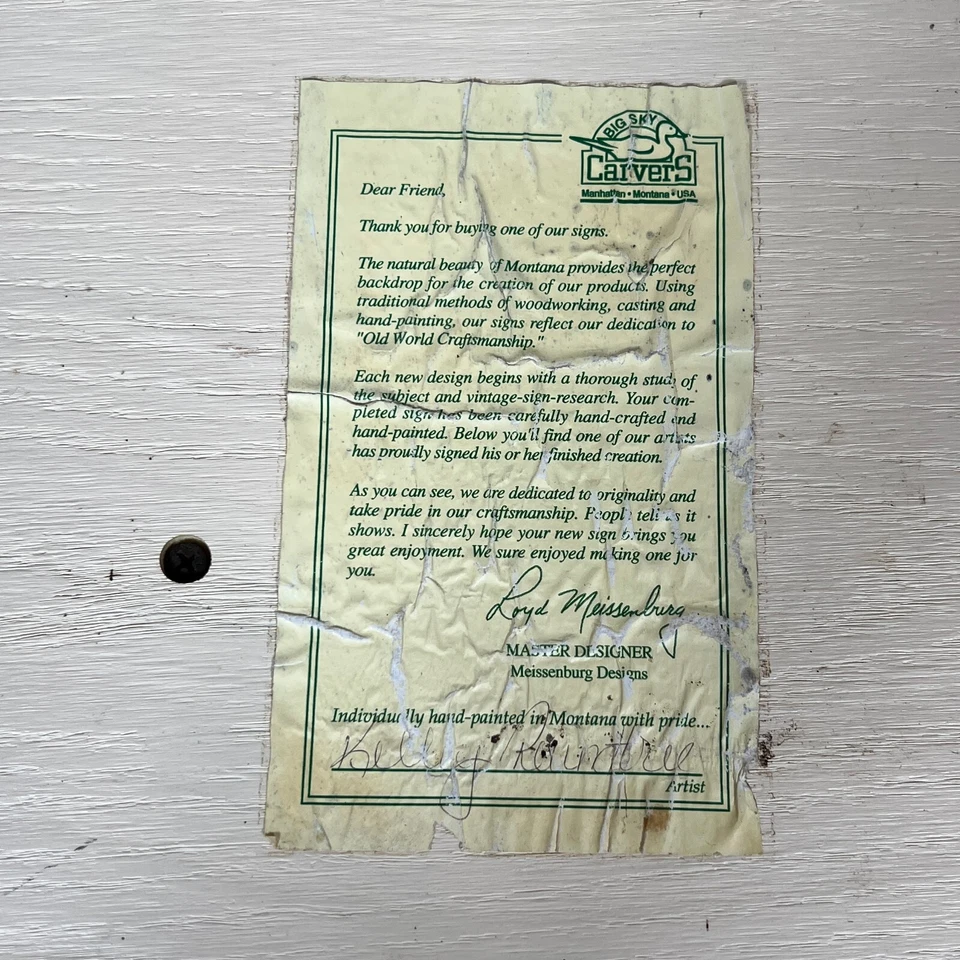 BIG SKY
Carvers
Manhattan • Montana • USA
Dear Friend,
Thank you for buying one of our signs.
The natural beauty of Montana provides the perfect
backdrop for the creation of our products. Using
traditional methods of woodworking, casting and
hand-painting, our signs reflect our dedication to
"Old World Craftsmanship."
Each new design begins with a thorough study of
the subject and vintage-sign-research. Your com-
pleted sign has been carefully hand-crafted and
hand-painted. Below you'll find one of our artists
has proudly signed his or her finished creation.
As you can see, we are dedicated to originality and
take pride in our craftsmanship. People tell us it
shows. I sincerely hope your new sign brings you
great enjoyment. We sure enjoyed making one for
you.
Loyd Meissenburg
MASTER DESIGNER
Meissenburg Designs
Individually hand-painted in Montana with pride...
Kelly Rountree
Artist